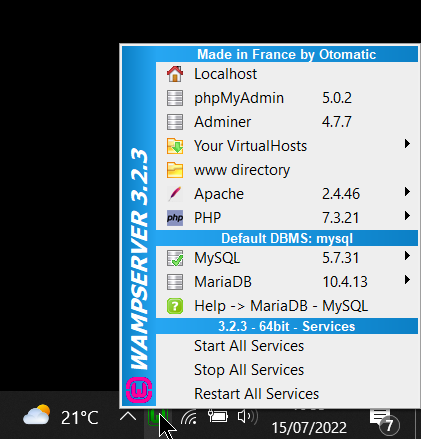 Made in France by Otomatic
Localhost
phpMyAdmin 5.0.2
Adminer 4.7.7
Your VirtualHosts
www directory
Apache 2.4.46
php PHP 7.3.21
Default DBMS: mysql
MySQL 5.7.31
MariaDB 10.4.13
? Help -> MariaDB - MySQL
3.2.3 - 64bit - Services
Start All Services
Stop All Services
Restart All Services
WAMPSERVER 3.2.3
21°C
15/07/2022
7